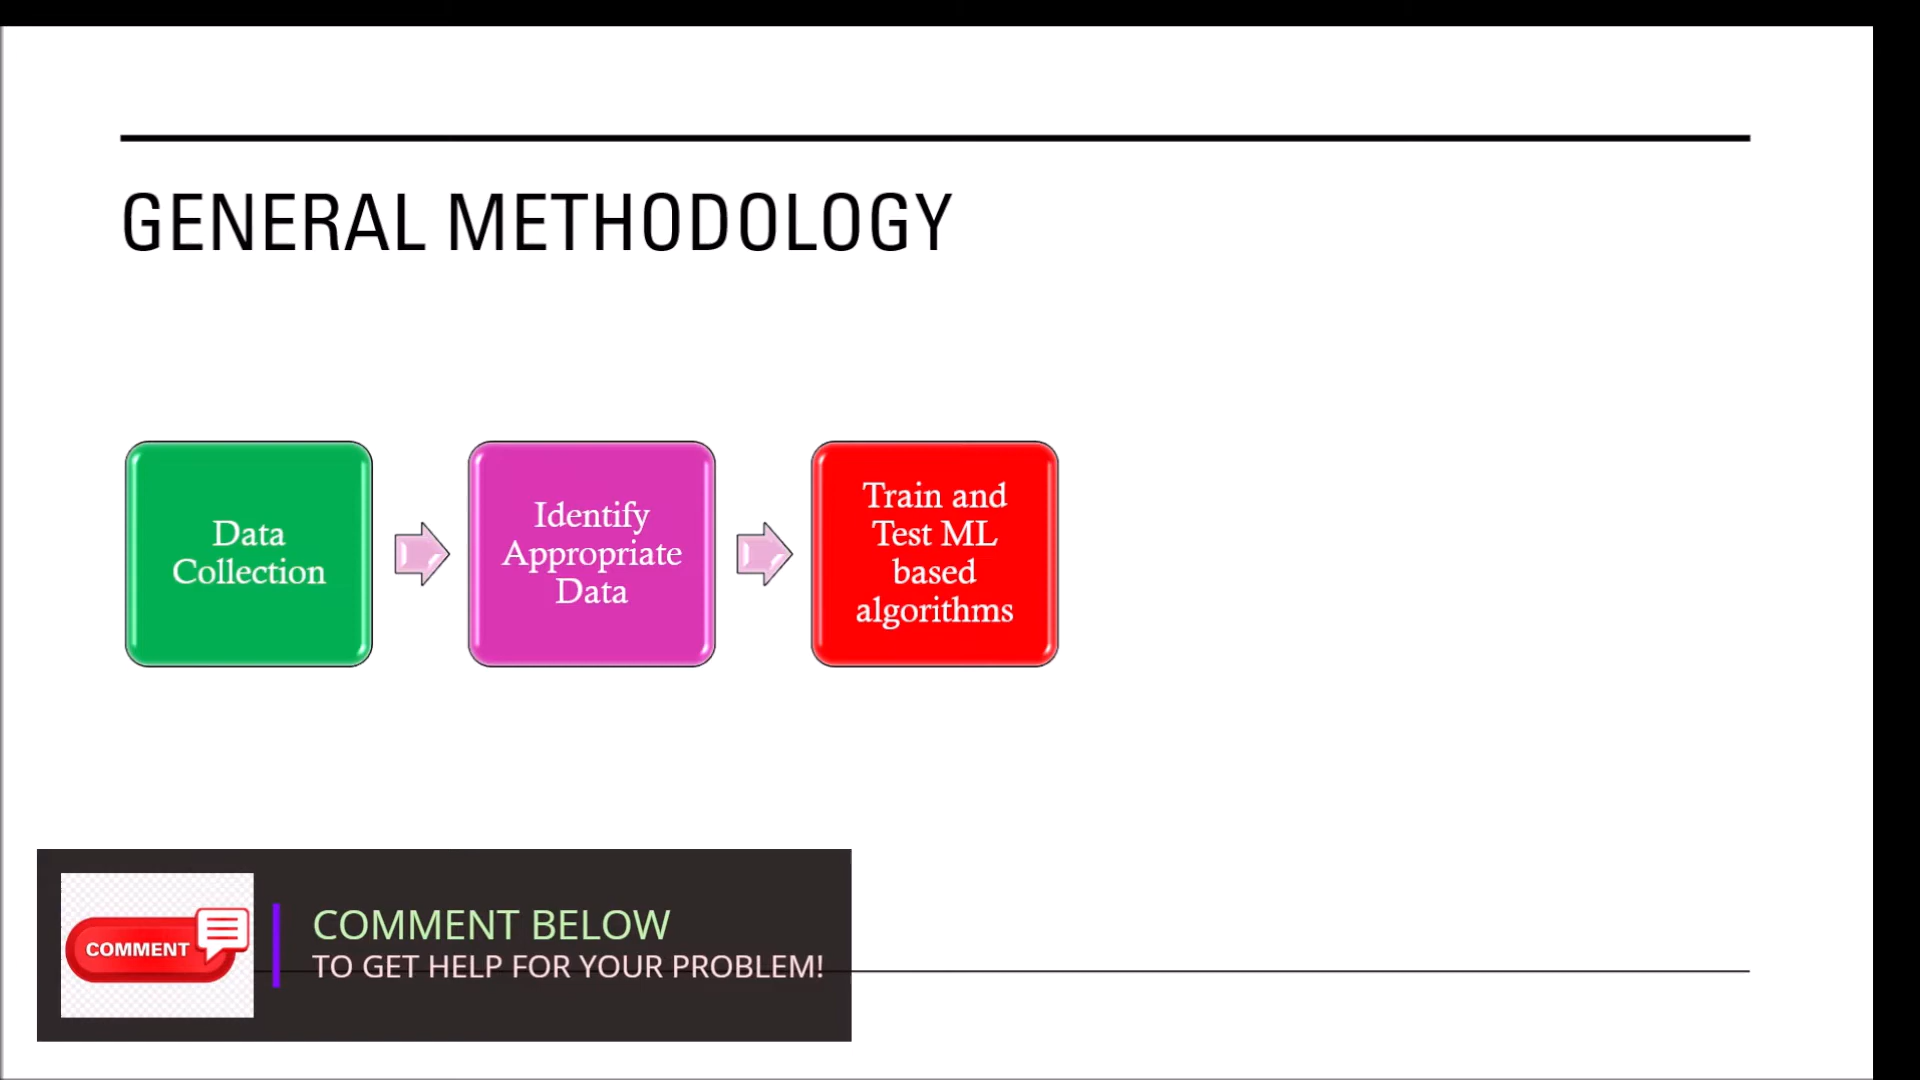 GENERAL METHODOLOGY
Data
Collection
Identify
Appropriate
Data
Train and
Test ML
based
algorithms
COMMENT
COMMENT BELOW
TO GET HELP FOR YOUR PROBLEM!